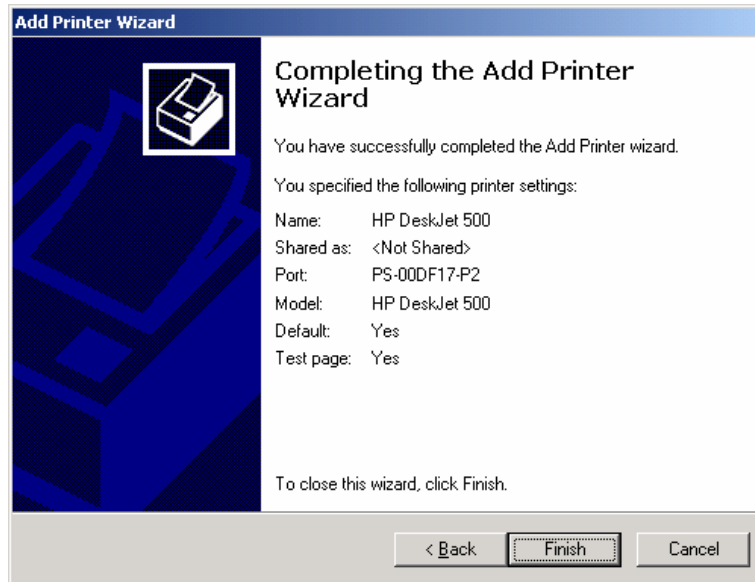 Add Printer Wizard
Completing the Add Printer
Wizard
You have successfully completed the Add Printer wizard.
You specified the following printer settings:
Name: HP DeskJet 500
Shared as: <Not Shared>
Port: PS-00DF17-P2
Model: HP DeskJet 500
Default: Yes
Test page: Yes
To close this wizard, click Finish.
< Back Finish Cancel